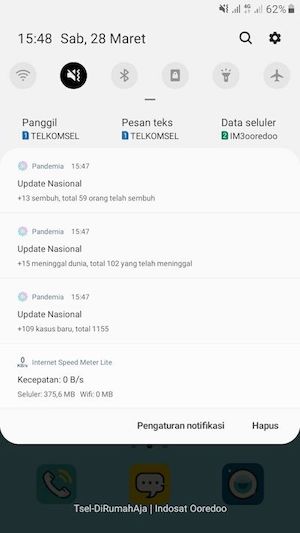 4G 62%
15:48 Sab, 28 Maret
Panggil Pesan teks Data seluler
1 TELKOMSEL 1 TELKOMSEL 2 IM3ooredoo
Pandemia 15:47
Update Nasional
+13 sembuh, total 59 orang telah sembuh
Pandemia 15:47
Update Nasional
+15 meninggal dunia, total 102 yang telah meninggal
Pandemia 15:47
Update Nasional
+109 kasus baru, total 1155
0 KB/s Internet Speed Meter Lite
Kecepatan: 0 B/s
Seluler: 375,6 MB Wifi: 0 MB
Pengaturan notifikasi Hapus
Tsel-DiRumahAja | Indosat Ooredoo